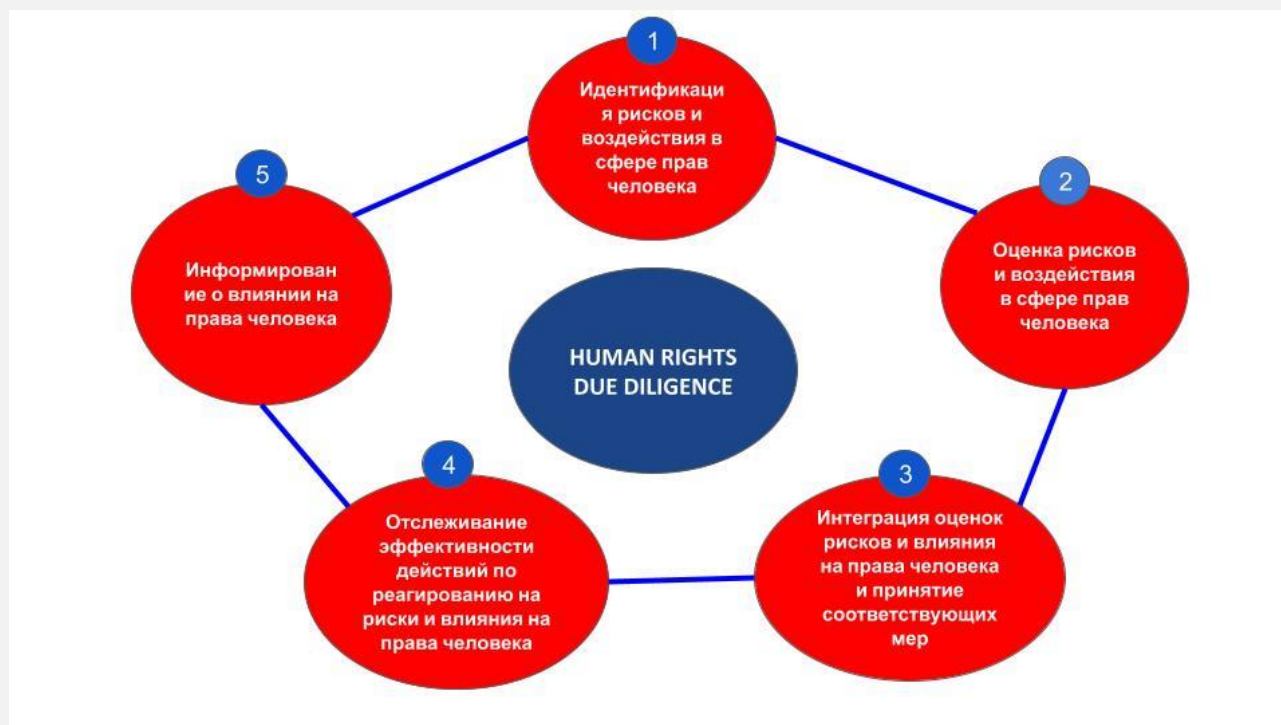 1
Идентификаци
я рисков и
воздействия в
сфере прав
человека
2
Оценка рисков
и воздействия
в сфере прав
человека
3
Интеграция оценок
рисков и влияния
на права человека
и принятие
соответствующих
мер
4
Отслеживание
эффективности
действий по
реагированию на
риски и влияния на
права человека
5
Информирован
ие о влиянии на
права человека
HUMAN RIGHTS
DUE DILIGENCE